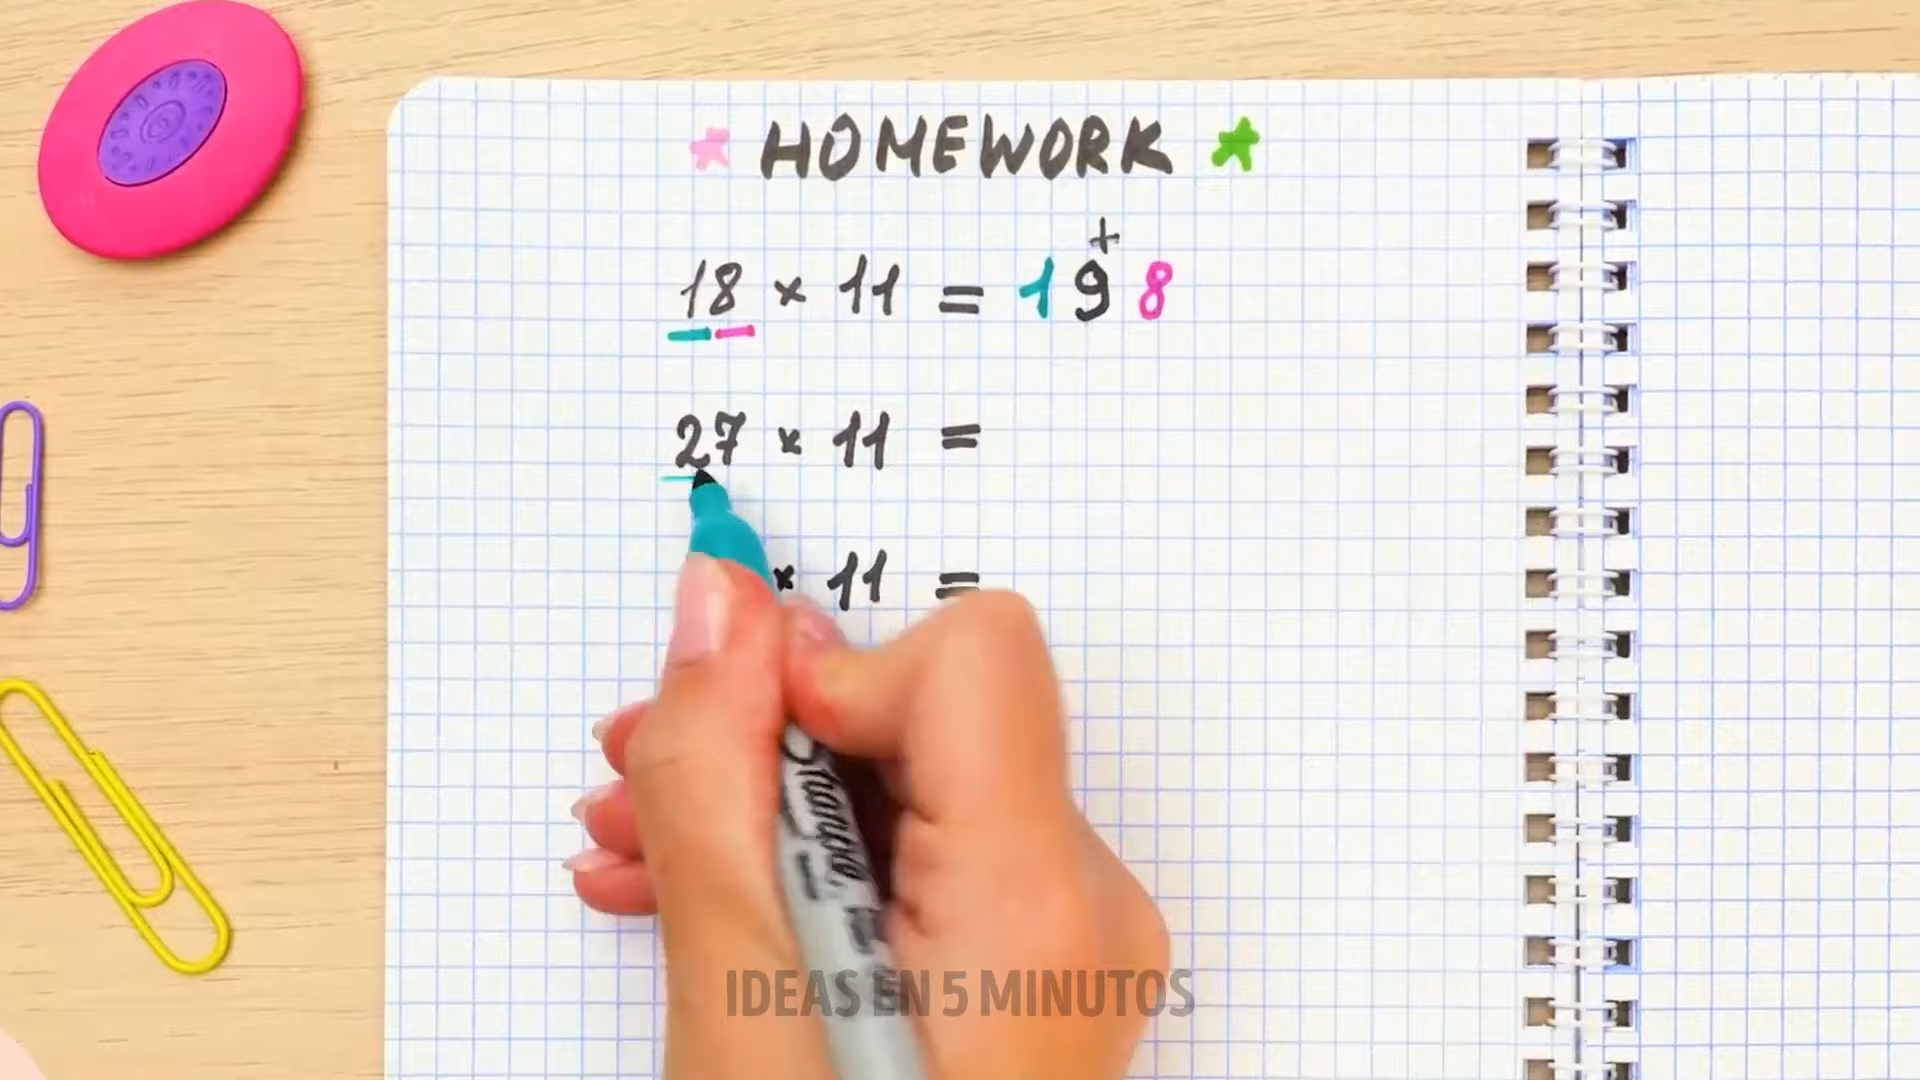 HOMEWORK
+
18 × 11 = 198
27 × 11 =
× 11 =
IDEAS EN 5 MINUTOS